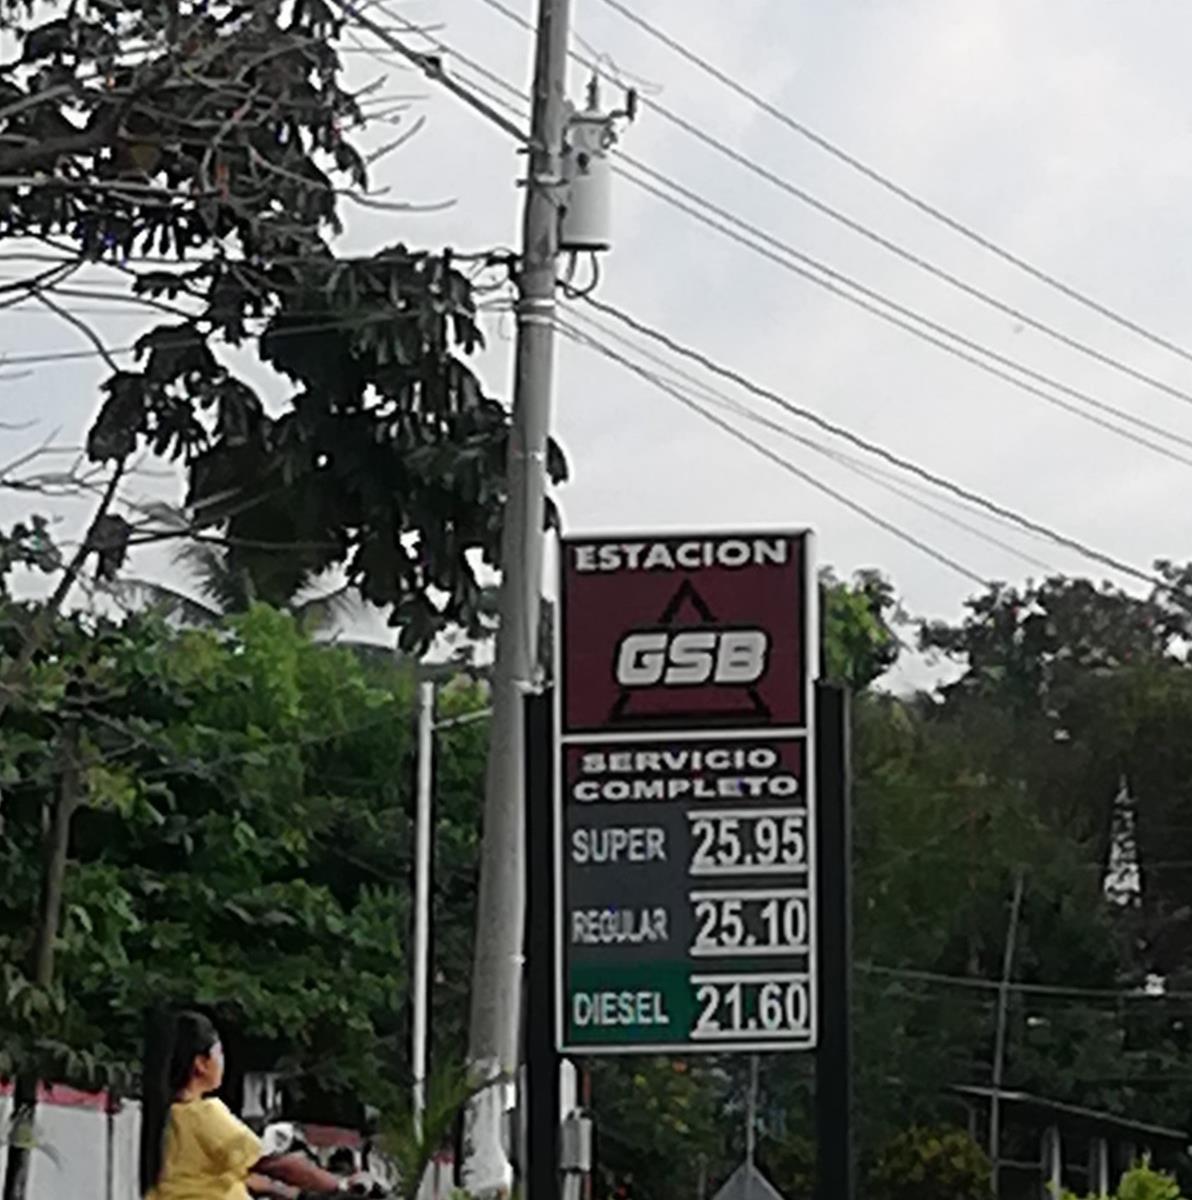 ESTACION
GSB
SERVICIO
COMPLETO
SUPER 25.95
REGULAR 25.10
DIESEL 21.60